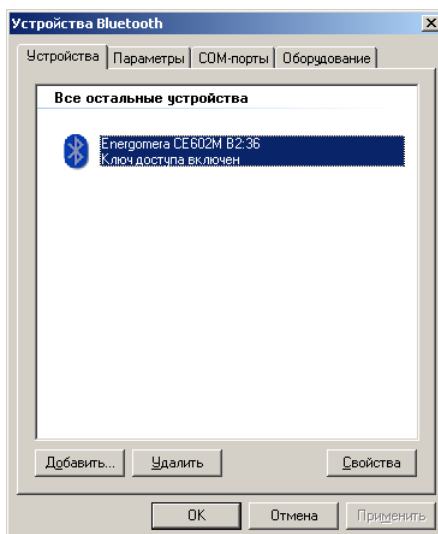 Устройства Bluetooth
Устройства Параметры COM-порты Оборудование
Все остальные устройства
Energomera CE602M B2:36
Ключ доступа включен
Добавить... Удалить Свойства
OK Отмена Применить